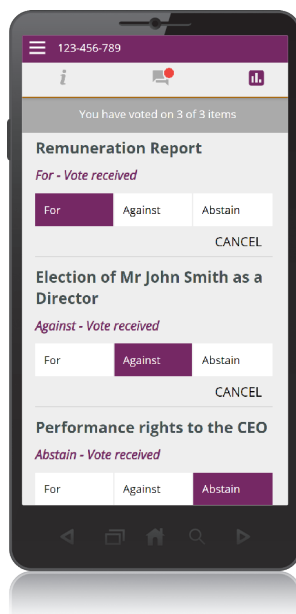 123-456-789
i
You have voted on 3 of 3 items
Remuneration Report
For - Vote received
For Against Abstain
CANCEL
Election of Mr John Smith as a
Director
Against - Vote received
For Against Abstain
CANCEL
Performance rights to the CEO
Abstain - Vote received
For Against Abstain